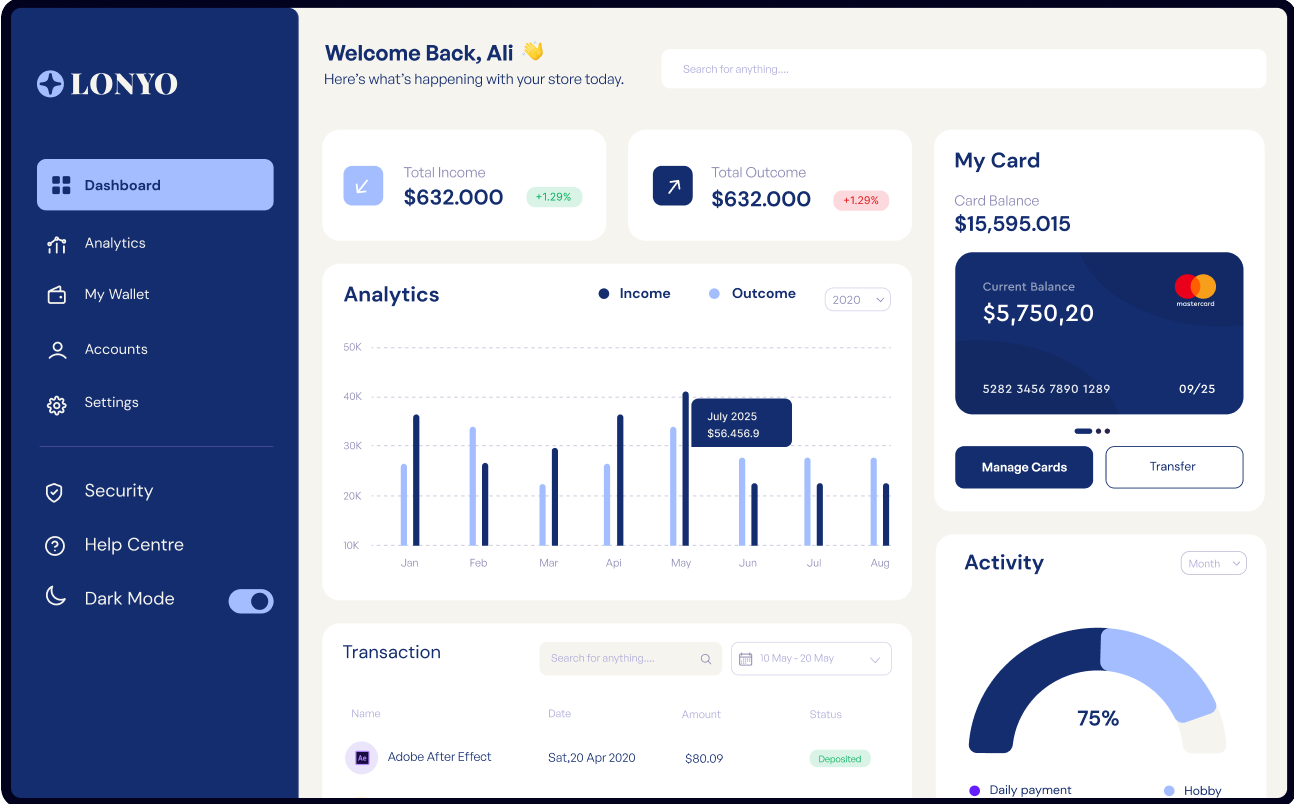 LONYO
Dashboard
Analytics
My Wallet
Accounts
Settings
Security
Help Centre
Dark Mode
Welcome Back, Ali 👋
Here's what's happening with your store today.
Search for anything....
Total Income
$632.000
+1.29%
Total Outcome
$632.000
+1.29%
Analytics
Income
Outcome
2020
50K
40K
30K
20K
10K
July 2025
$56.456.9
Jan
Feb
Mar
Api
May
Jun
Jul
Aug
Transaction
Search for anything....
10 May - 20 May
Name
Date
Amount
Status
Ae
Adobe After Effect
Sat,20 Apr 2020
$80.09
Deposited
My Card
Card Balance
$15,595.015
Current Balance
$5,750,20
mastercard
5282 3456 7890 1289
09/25
Manage Cards
Transfer
Activity
Month
75%
Daily payment
Hobby